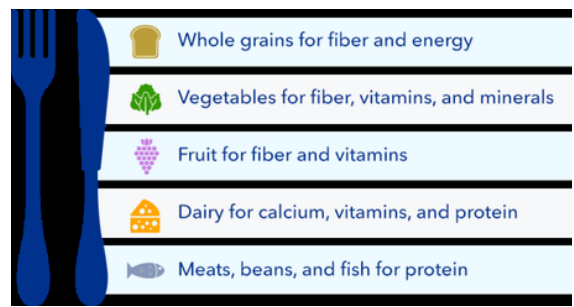 Whole grains for fiber and energy
Vegetables for fiber, vitamins, and minerals
Fruit for fiber and vitamins
Dairy for calcium, vitamins, and protein
Meats, beans, and fish for protein